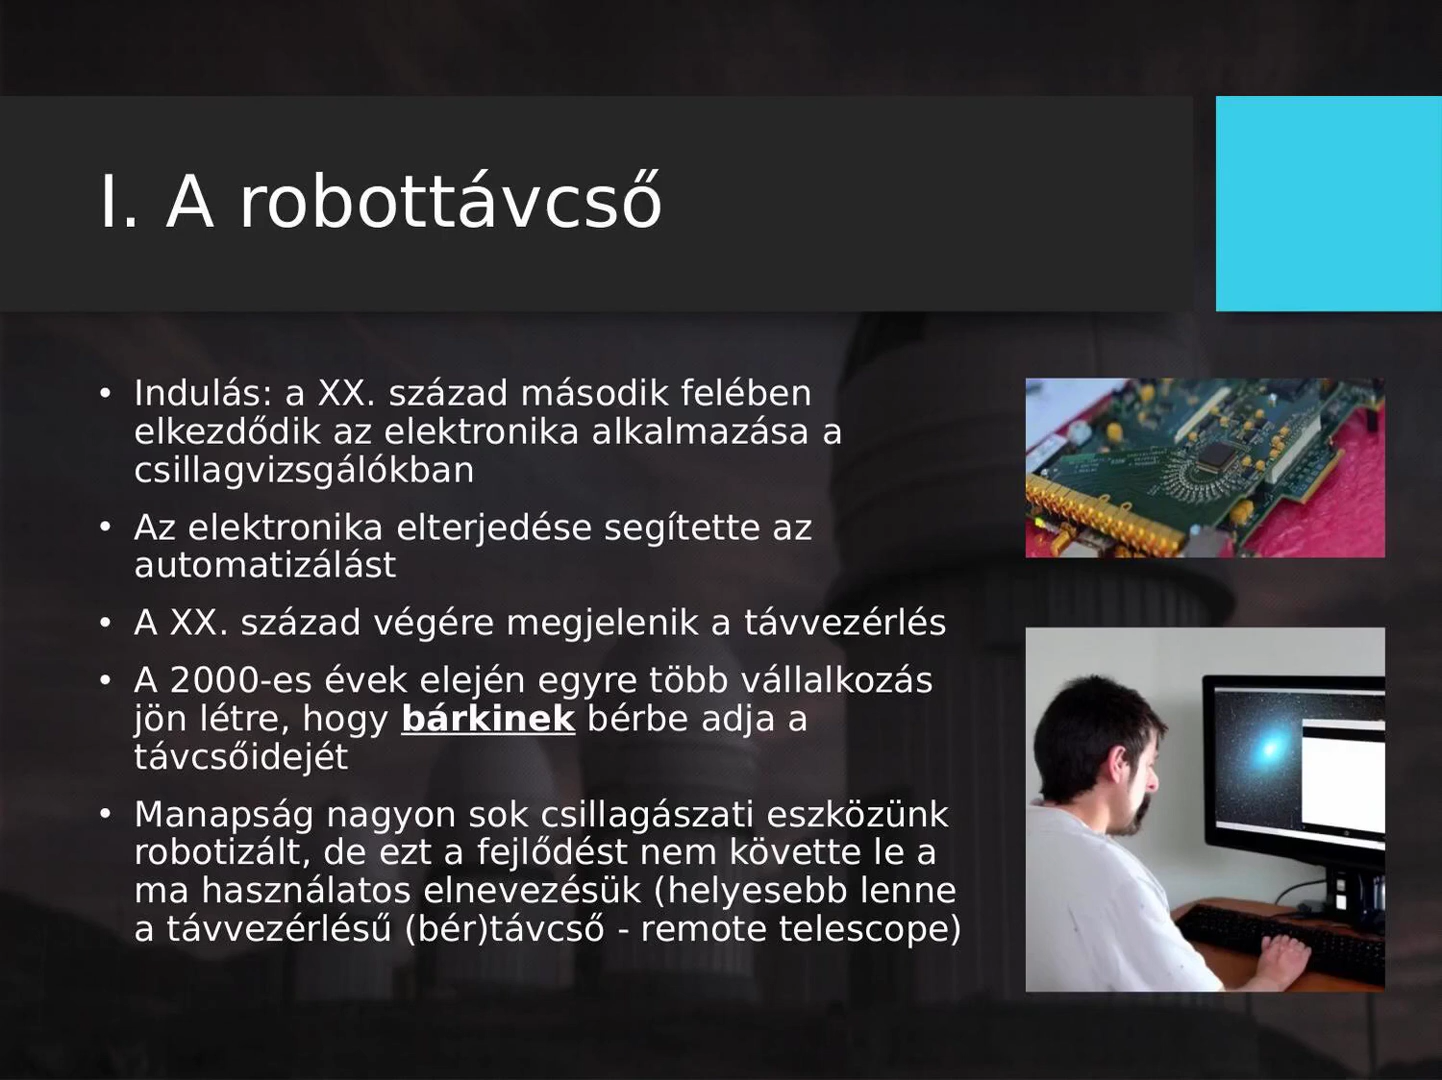 I. A robottávcső
• Indulás: a XX. század második felében
elkezdődik az elektronika alkalmazása a
csillagvizsgálókban
• Az elektronika elterjedése segítette az
automatizálást
• A XX. század végére megjelenik a távvezérlés
• A 2000-es évek elején egyre több vállalkozás
jön létre, hogy bárkinek bérbe adja a
távcsőidejét
• Manapság nagyon sok csillagászati eszközünk
robotizált, de ezt a fejlődést nem követte le a
ma használatos elnevezésük (helyesebb lenne
a távvezérlésű (bér)távcső - remote telescope)